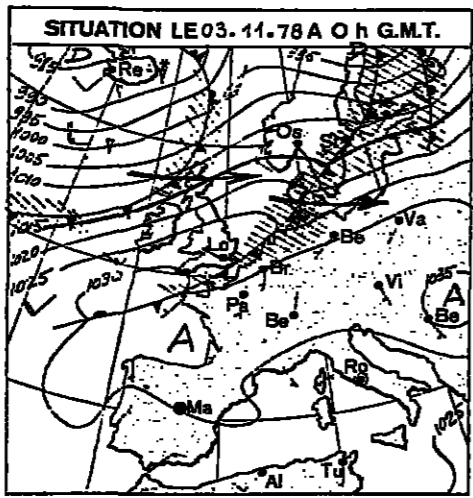 SITUATION LE 03.11.78 A 0 h G.M.T.
D
Re
995
Os
995
1000
1005
1010
1015
1020
1025
1030
Lo
Be
Va
Br
Pa
Be
Vi
1035
A
Be
A
Ro
Ma
1025
Al
Tu